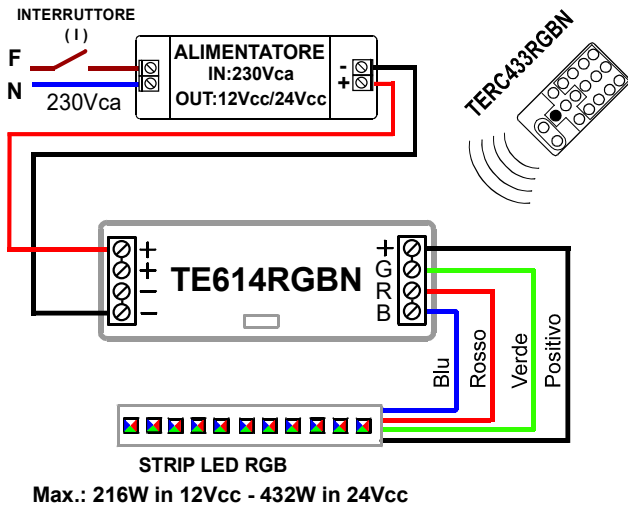 INTERRUTTORE
( I )
F
N
230Vca
ALIMENTATORE
IN:230Vca
OUT:12Vcc/24Vcc
-
+
TERC433RGBN
+
+
−
−
TE614RGBN
+
G
R
B
Blu
Rosso
Verde
Positivo
STRIP LED RGB
Max.: 216W in 12Vcc - 432W in 24Vcc